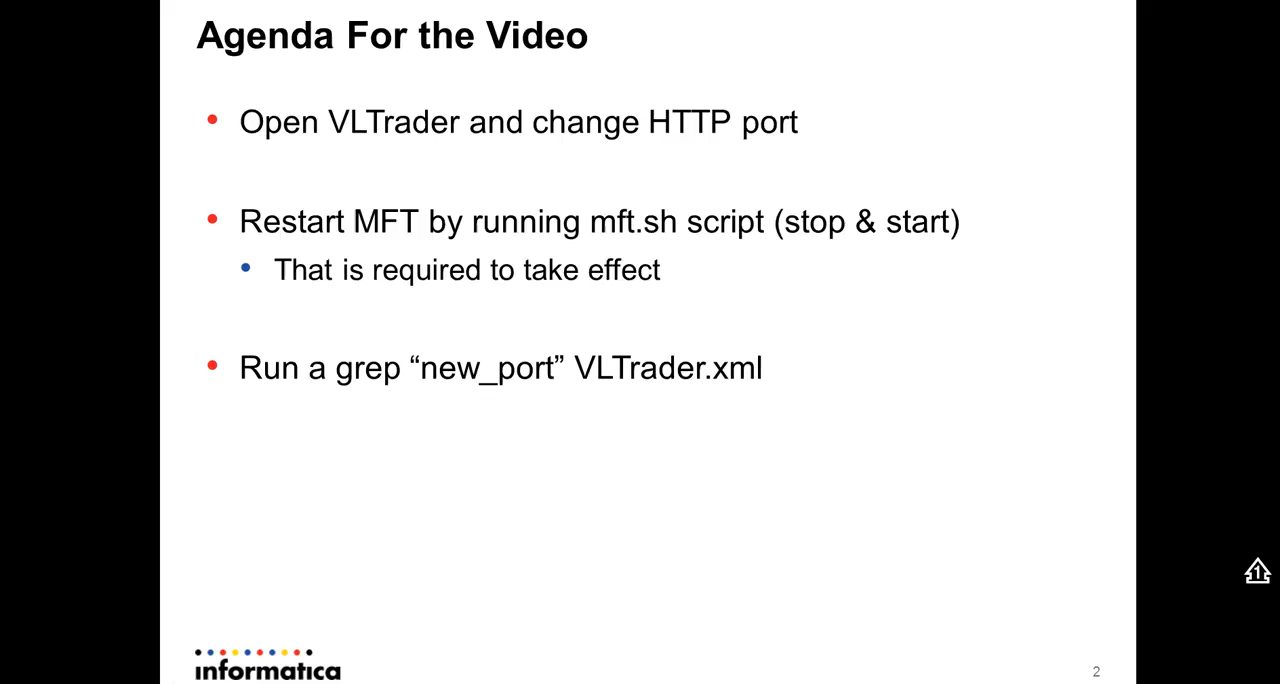 Agenda For the Video
• Open VLTrader and change HTTP port
• Restart MFT by running mft.sh script (stop & start)
• That is required to take effect
• Run a grep “new_port” VLTrader.xml
1
informatica
2